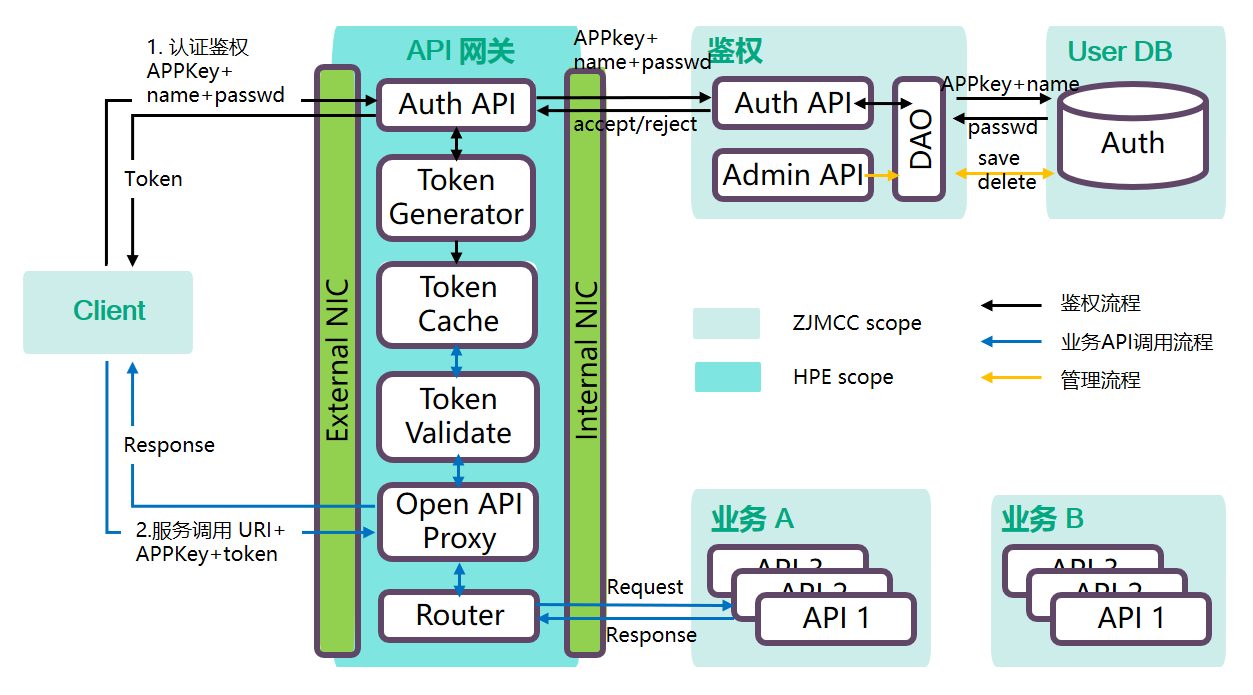 1. 认证鉴权
APPKey+
name+passwd
Token
Client
Response
2.服务调用 URI+
APPKey+token
API 网关
External NIC
Auth API
Token
Generator
Token
Cache
Token
Validate
Open API
Proxy
Router
Internal NIC
APPkey+
name+passwd
accept/reject
鉴权
Auth API
Admin API
DAO
APPkey+name
passwd
save
delete
User DB
Auth
ZJMCC scope
HPE scope
鉴权流程
业务API调用流程
管理流程
Request
Response
业务 A
API 3
API 2
API 1
业务 B
API 3
API 2
API 1